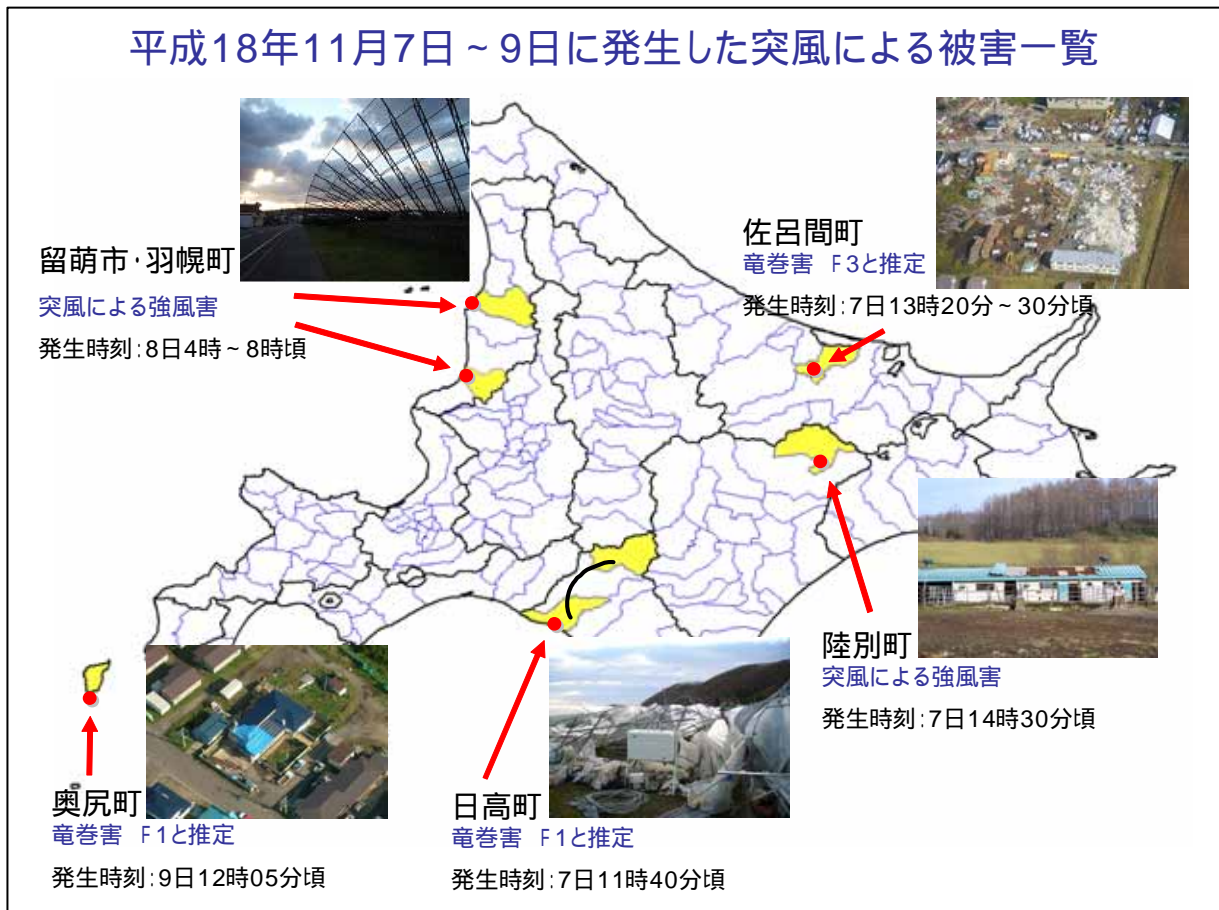 平成18年11月7日～9日に発生した突風による被害一覧
留萌市・羽幌町
突風による強風害
発生時刻：8日4時～8時頃
佐呂間町
竜巻害 F3と推定
発生時刻：7日13時20分～30分頃
陸別町
突風による強風害
発生時刻：7日14時30分頃
奥尻町
竜巻害 F1と推定
発生時刻：9日12時05分頃
日高町
竜巻害 F1と推定
発生時刻：7日11時40分頃